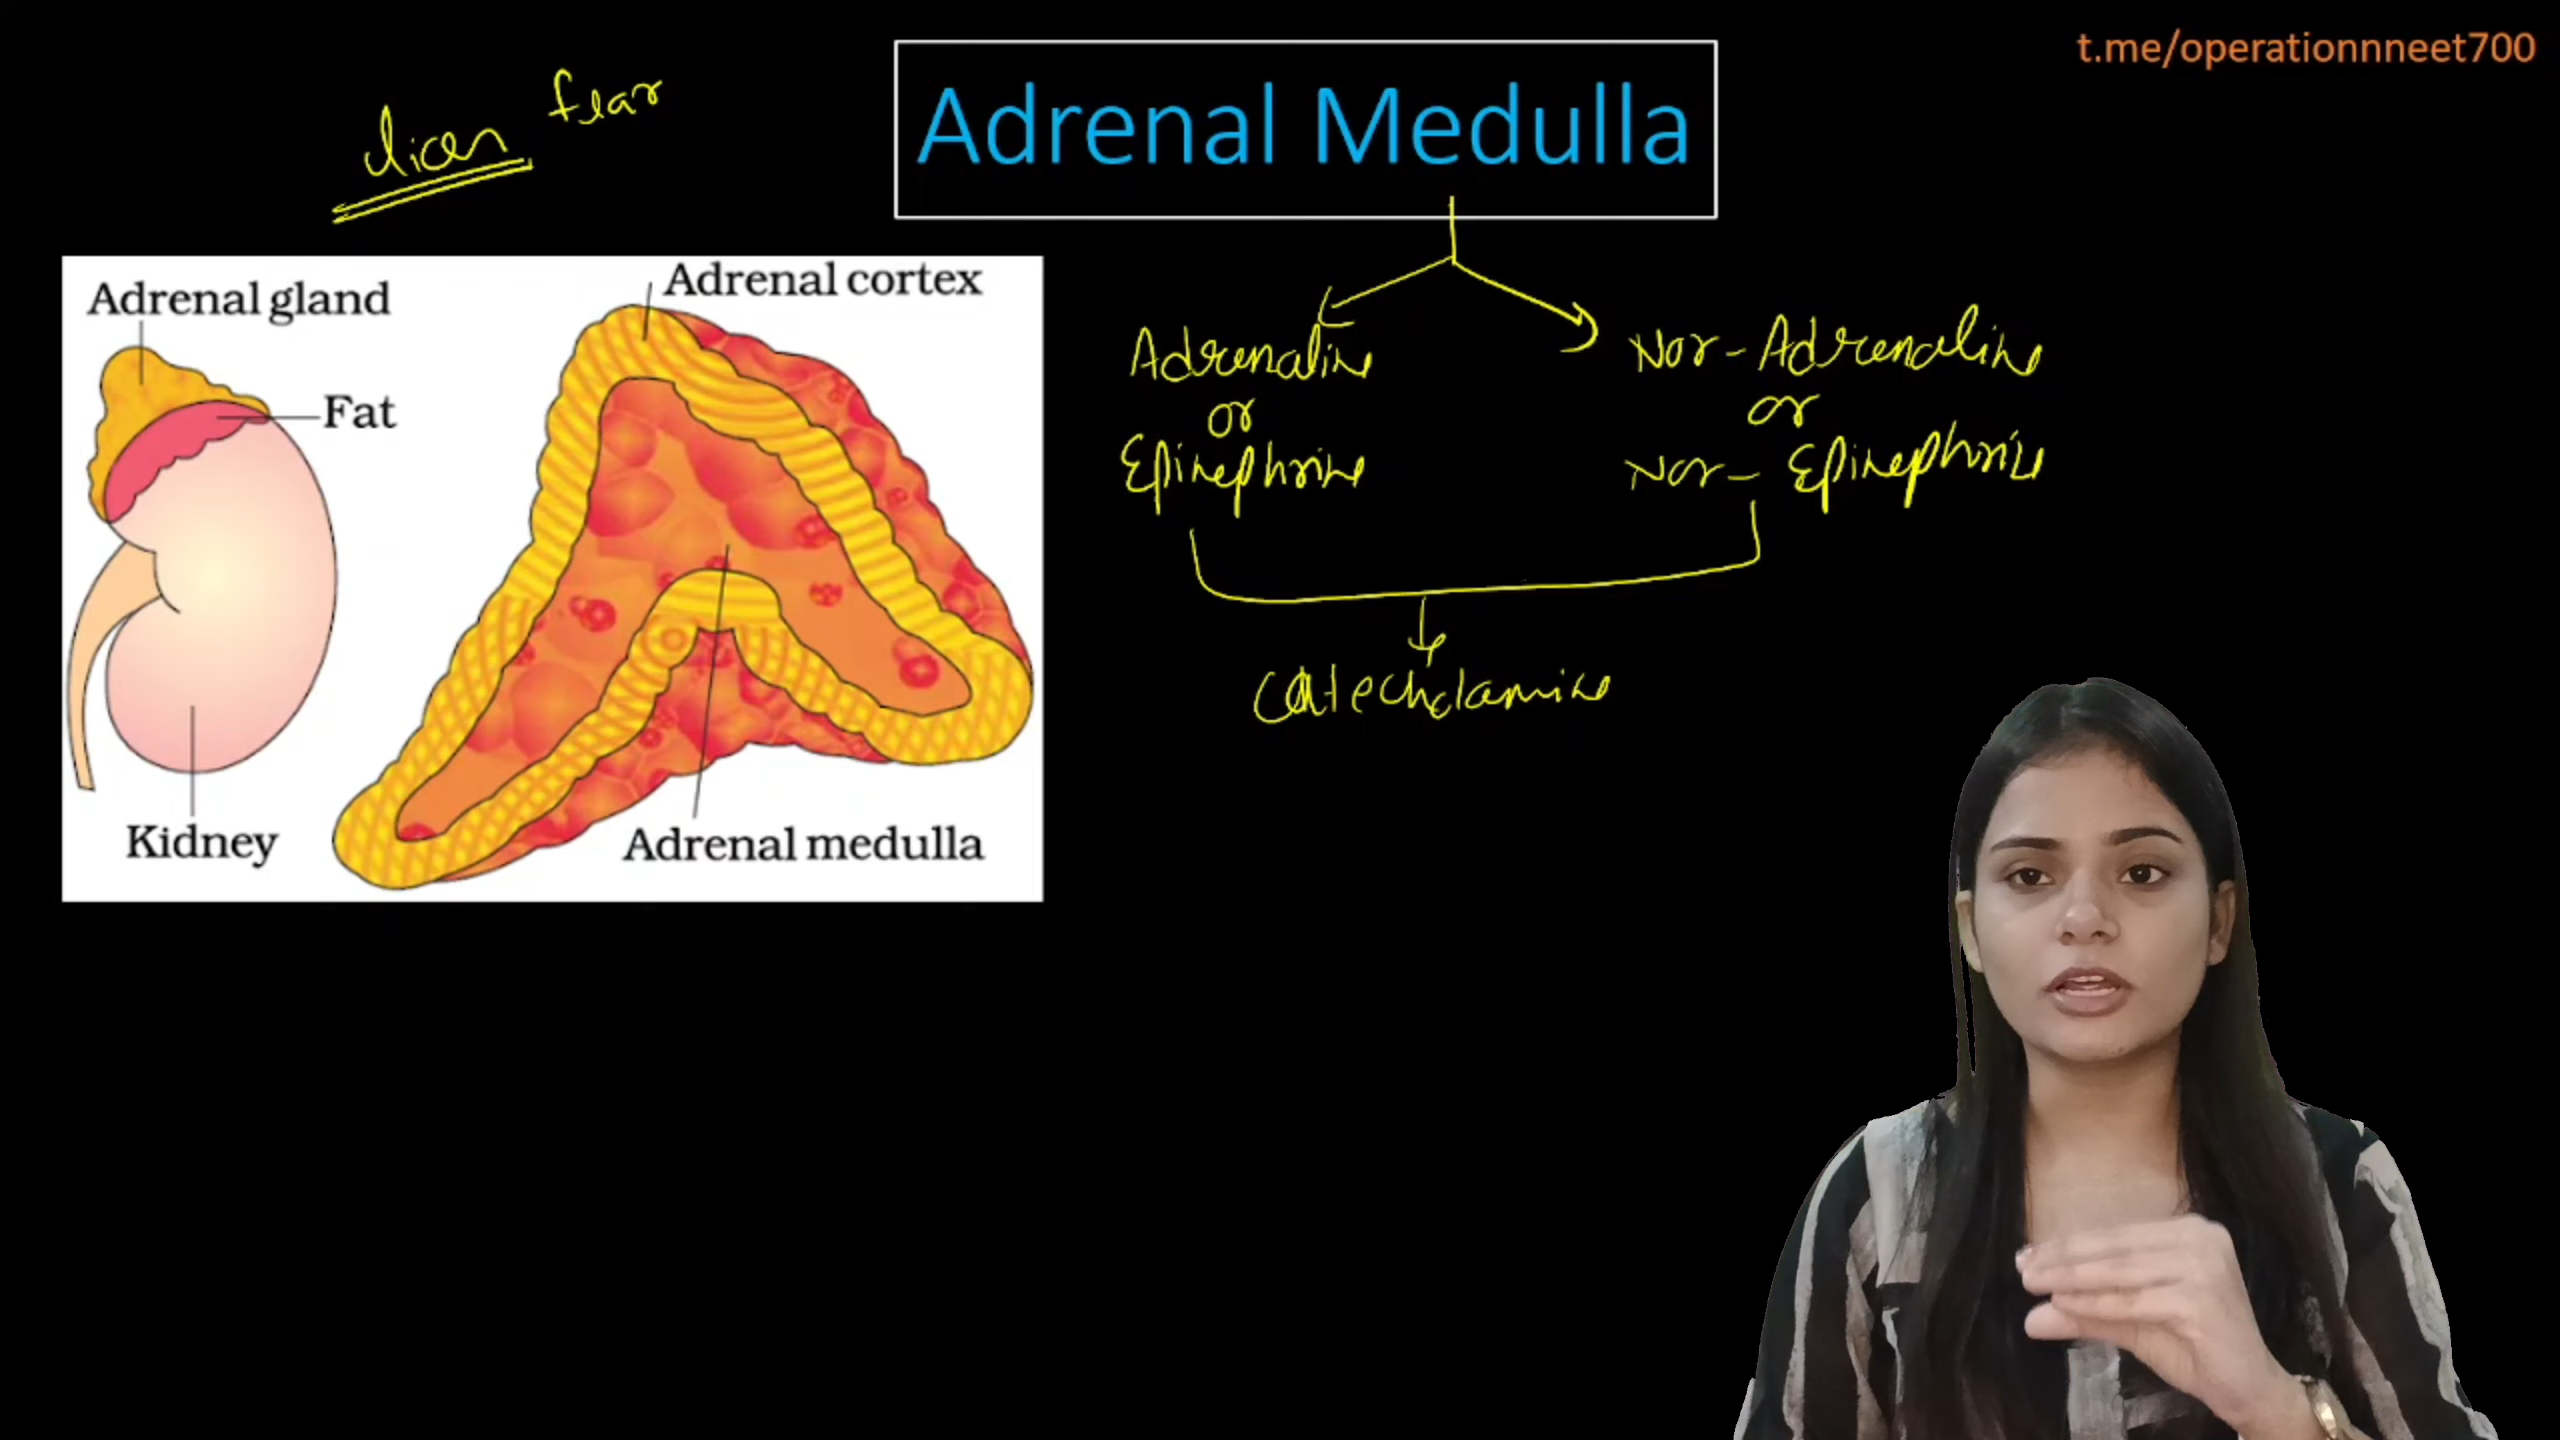 t.me/operationnneet700
Adrenal Medulla
fear
Adrenal gland
Adrenal cortex
Fat
Kidney
Adrenal medulla
Adrenaline
or
Epinephrine
Nor-Adrenaline
or
Nor- Epinephrine
Catecholamine